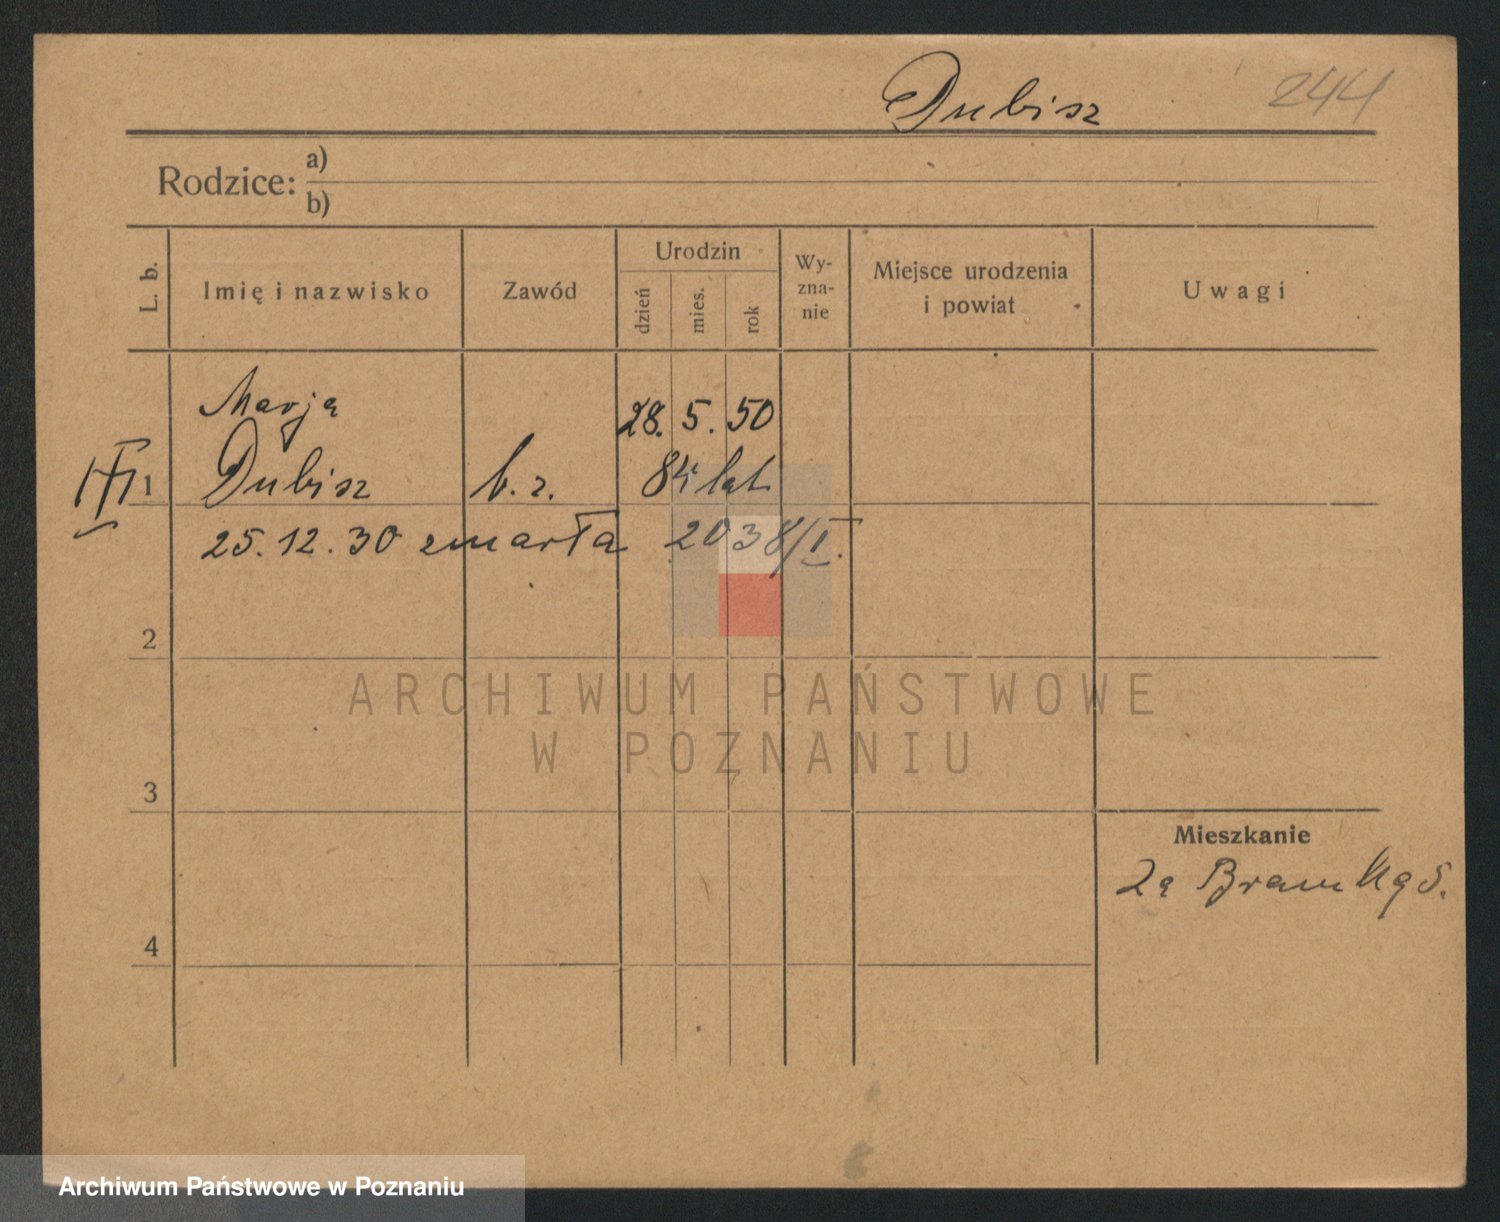 Dubisz
244
Rodzice: a)
b)
L. b.
Imię i nazwisko
Zawód
Urodzin
dzień
mies.
rok
Wy-
zna-
nie
Miejsce urodzenia
i powiat
Uwagi
Marja
28. 5. 50
1 Dubisz b. z. 84 lat
25.12.30 zmarła 2038/I.
2
ARCHIWUM PAŃSTWOWE
W POZNANIU
3
Mieszkanie
4
Archiwum Państwowe w Poznaniu